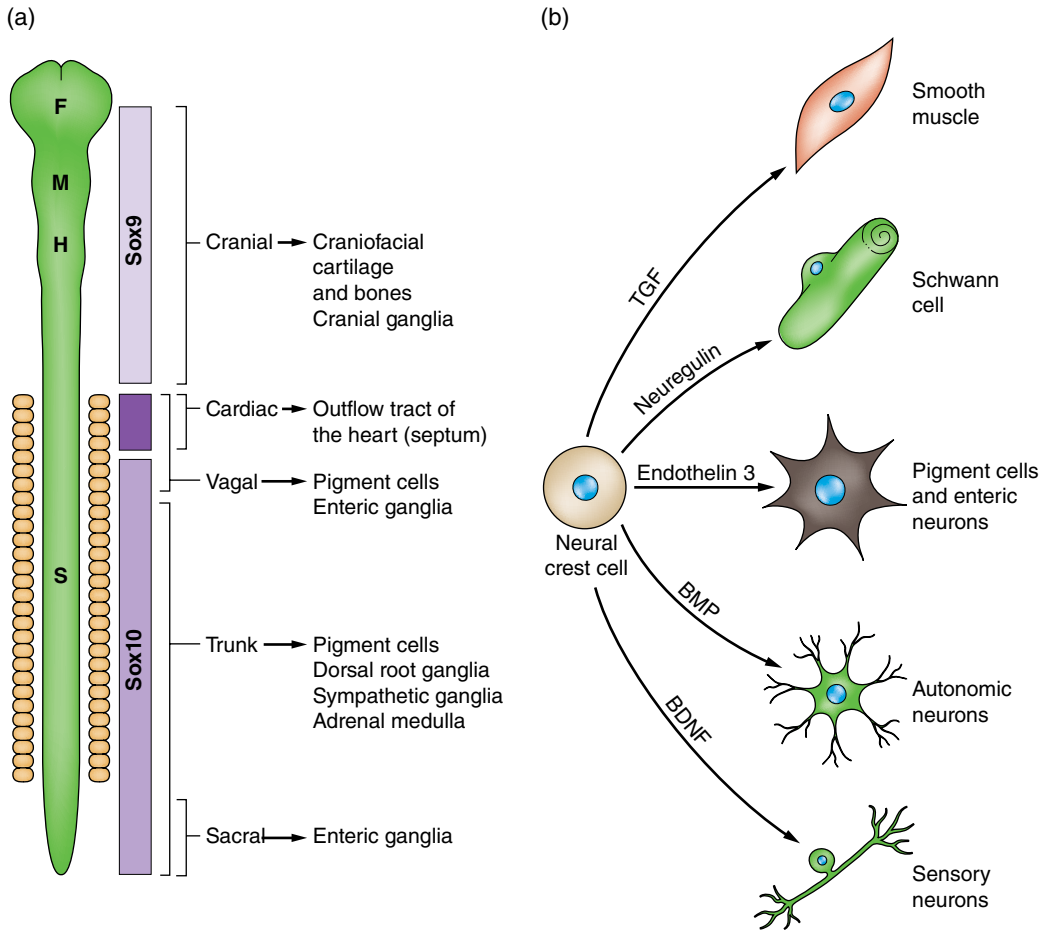 (a)
F
M
H
S
Sox9
Sox10
Cranial
Craniofacial
cartilage
and bones
Cranial ganglia
Cardiac
Outflow tract of
the heart (septum)
Vagal
Pigment cells
Enteric ganglia
Trunk
Pigment cells
Dorsal root ganglia
Sympathetic ganglia
Adrenal medulla
Sacral
Enteric ganglia
(b)
Neural
crest cell
TGF
Smooth
muscle
Neuregulin
Schwann
cell
Endothelin 3
Pigment cells
and enteric
neurons
BMP
Autonomic
neurons
BDNF
Sensory
neurons